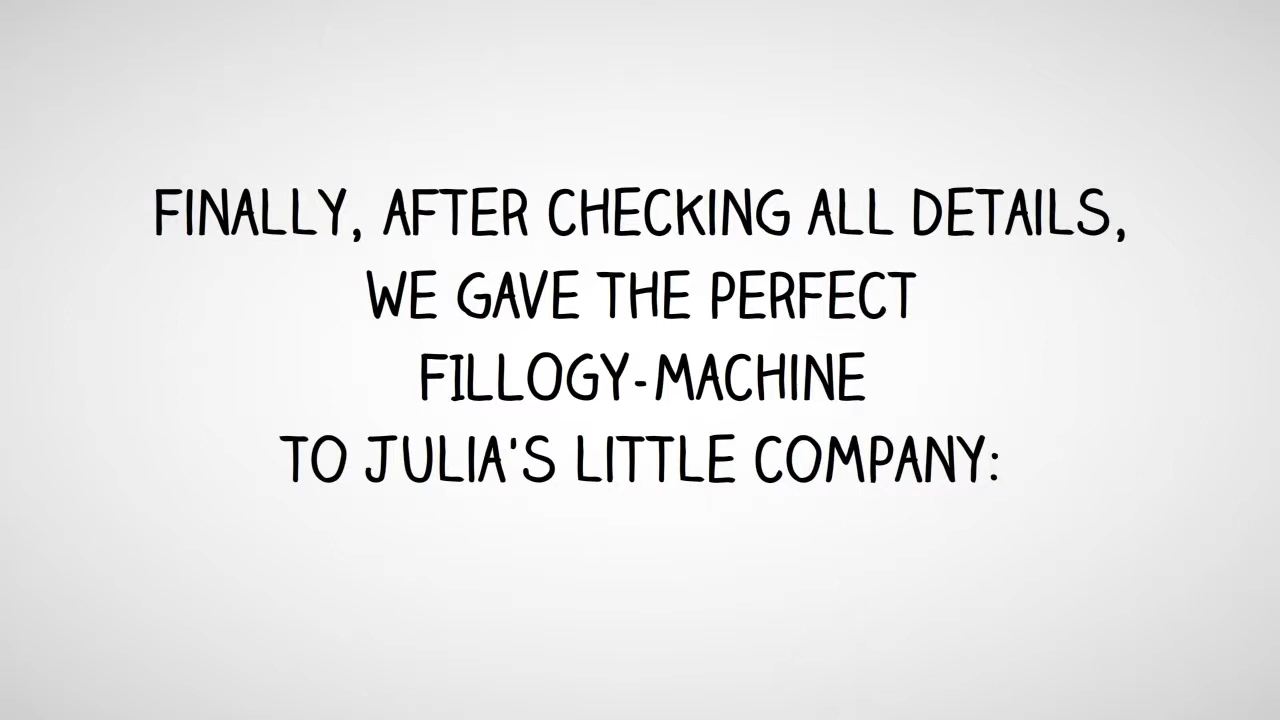 FINALLY, AFTER CHECKING ALL DETAILS,
WE GAVE THE PERFECT
FILLOGY-MACHINE
TO JULIA'S LITTLE COMPANY: